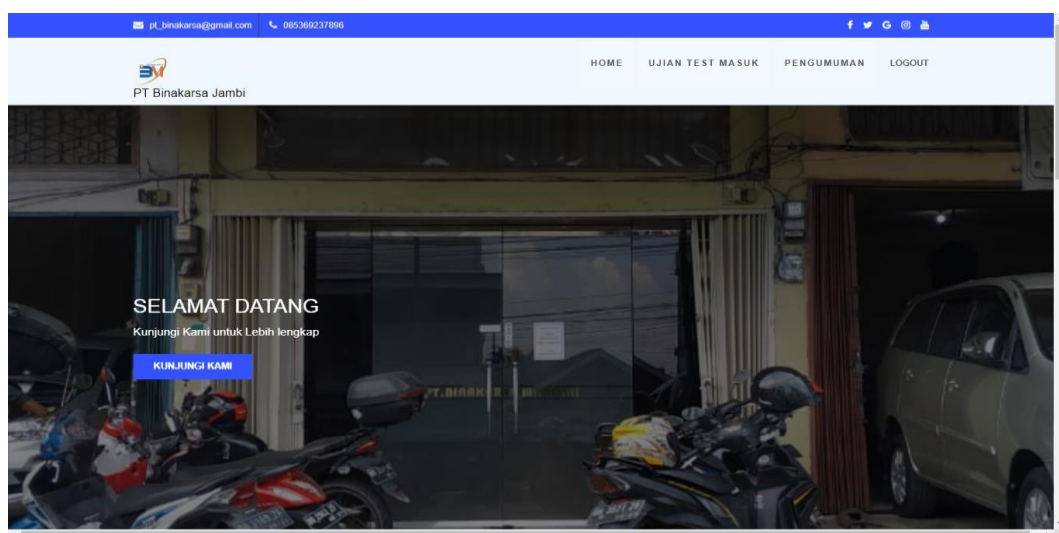 pt_binakarsa@gmail.com 085369237896
BM
PT Binakarsa Jambi
HOME UJIAN TEST MASUK PENGUMUMAN LOGOUT
SELAMAT DATANG
Kunjungi Kami untuk Lebih lengkap
KUNJUNGI KAMI